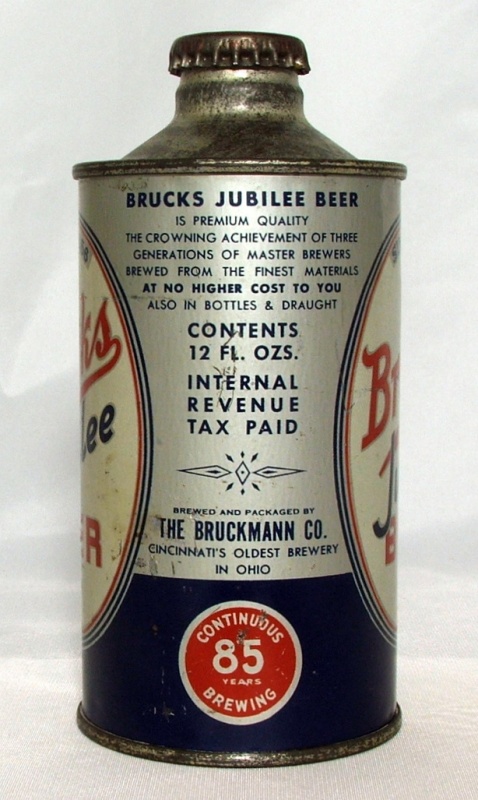 BRUCKS JUBILEE BEER
IS PREMIUM QUALITY
THE CROWNING ACHIEVEMENT OF THREE
GENERATIONS OF MASTER BREWERS
BREWED FROM THE FINEST MATERIALS
AT NO HIGHER COST TO YOU
ALSO IN BOTTLES & DRAUGHT
CONTENTS
12 FL. OZS.
INTERNAL
REVENUE
TAX PAID
BREWED AND PACKAGED BY
THE BRUCKMANN CO.
CINCINNATI'S OLDEST BREWERY
IN OHIO
CONTINUOUS
85
YEARS
BREWING